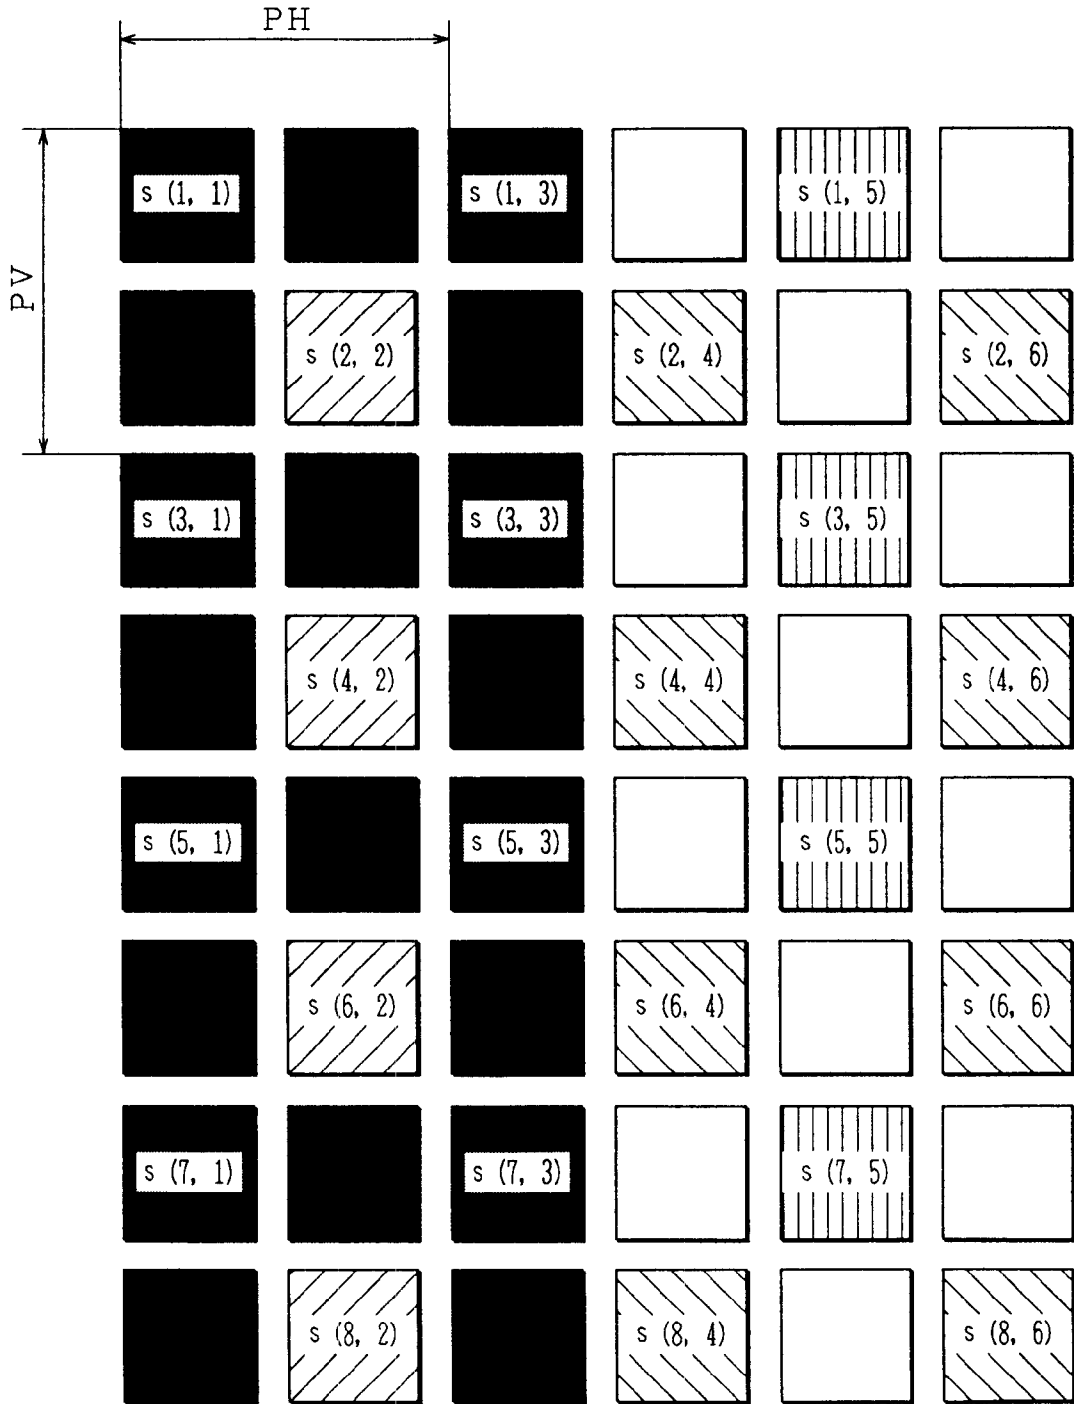 PH
PV
s (1, 1) s (1, 3) s (1, 5)
s (2, 2) s (2, 4) s (2, 6)
s (3, 1) s (3, 3) s (3, 5)
s (4, 2) s (4, 4) s (4, 6)
s (5, 1) s (5, 3) s (5, 5)
s (6, 2) s (6, 4) s (6, 6)
s (7, 1) s (7, 3) s (7, 5)
s (8, 2) s (8, 4) s (8, 6)